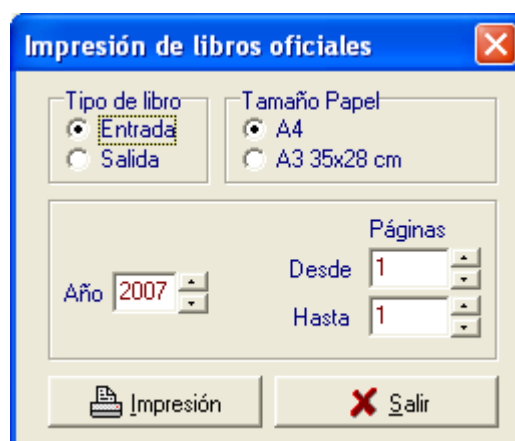 Impresión de libros oficiales
Tipo de libro
Entrada
Salida
Tamaño Papel
A4
A3 35x28 cm
Páginas
Año 2007
Desde 1
Hasta 1
Impresión
Salir